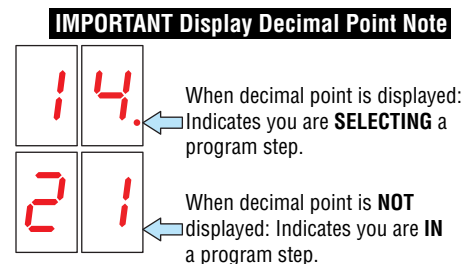 IMPORTANT Display Decimal Point Note
14.
When decimal point is displayed:
Indicates you are SELECTING a
program step.
21
When decimal point is NOT
displayed: Indicates you are IN
a program step.